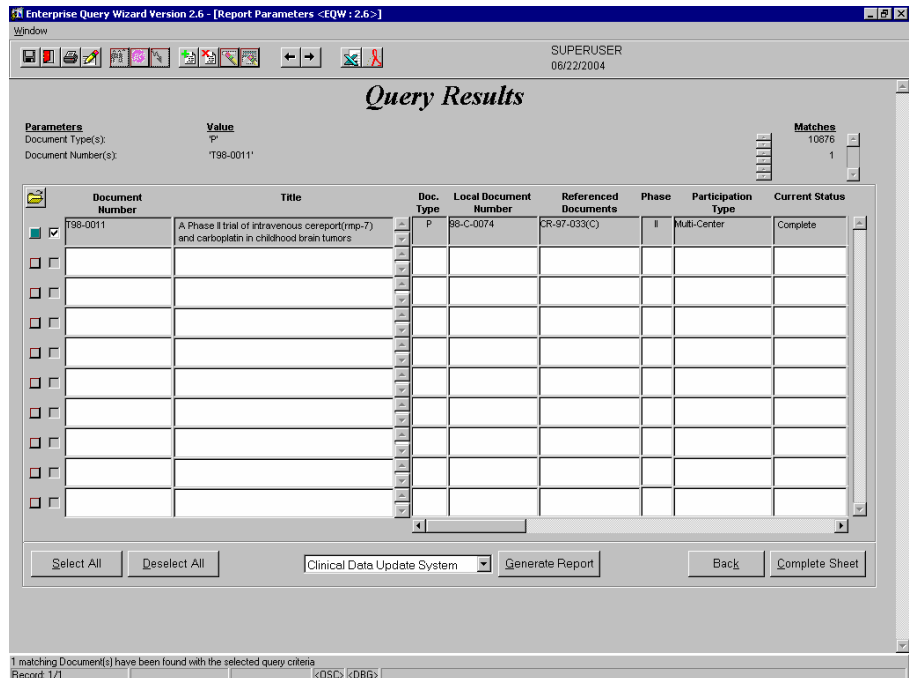 Enterprise Query Wizard Version 2.6 - [Report Parameters <EQW : 2.6>]
Window
SUPERUSER
06/22/2004
Query Results
Parameters Value Matches
Document Type(s): 'P' 10876
Document Number(s): 'T98-0011' 1
Document Number Title Doc. Type Local Document Number Referenced Documents Phase Participation Type Current Status
T98-0011 A Phase II trial of intravenous cereport(rmp-7) P 98-C-0074 CR-97-033(C) II Multi-Center Complete
and carboplatin in childhood brain tumors
Select All Deselect All Clinical Data Update System Generate Report Back Complete Sheet
1 matching Document(s) have been found with the selected query criteria
Record: 1/1 <OSC> <DBG>